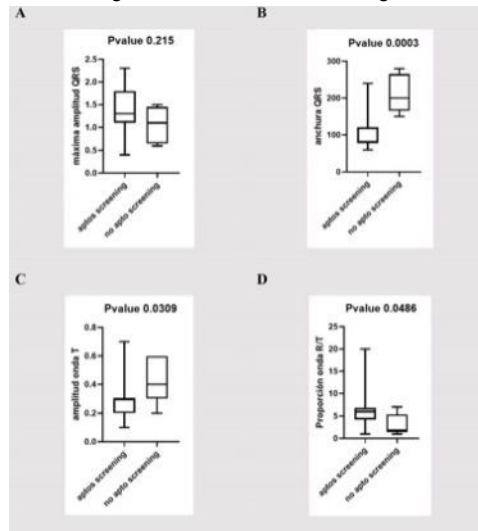 A
Pvalue 0.215
máxima amplitud QRS
2.5
2.0
1.5
1.0
0.5
0.0
aptos screening
no apto screening
B
Pvalue 0.0003
anchura QRS
300
200
100
0
aptos screening
no apto screening
C
Pvalue 0.0309
amplitud onda T
0.8
0.6
0.4
0.2
0.0
aptos screening
no apto screening
D
Pvalue 0.0486
Proporción onda R/T
25
20
15
10
5
0
aptos screening
no apto screening